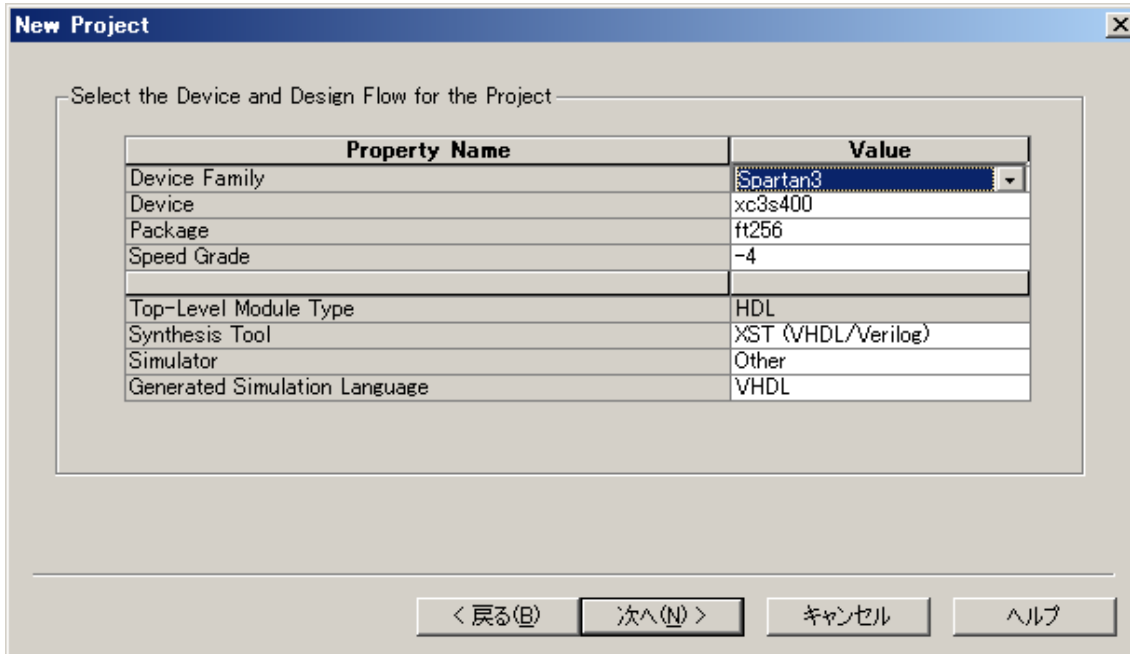 New Project
Select the Device and Design Flow for the Project
Property Name Value
Device Family Spartan3
Device xc3s400
Package ft256
Speed Grade -4
Top-Level Module Type HDL
Synthesis Tool XST (VHDL/Verilog)
Simulator Other
Generated Simulation Language VHDL
< 戻る(B) 次へ(N) > キャンセル ヘルプ